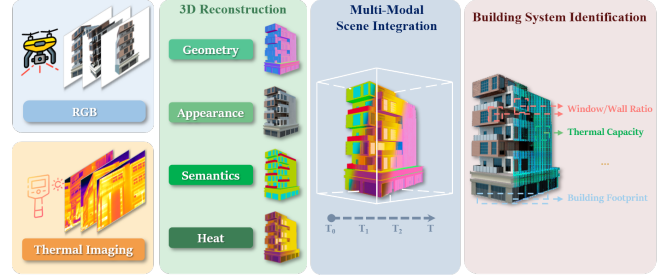 RGB
Thermal Imaging
3D Reconstruction
Geometry
Appearance
Semantics
Heat
Multi-Modal
Scene Integration
T₀ T₁ T₂ T
Building System Identification
Window/Wall Ratio
Thermal Capacity
...
Building Footprint